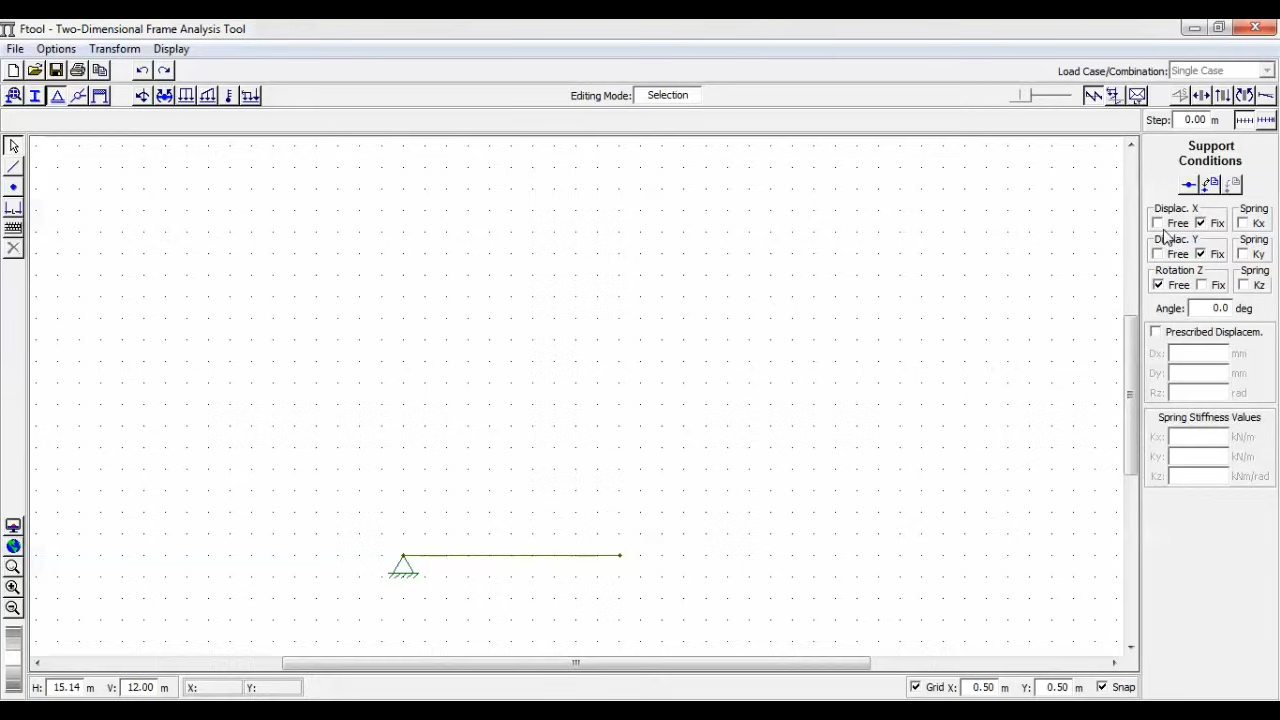 Ftool - Two-Dimensional Frame Analysis Tool
File Options Transform Display
Load Case/Combination: Single Case
Editing Mode: Selection
Step: 0.00 m
Support
Conditions
Displac. X Spring
Free Fix Kx
Displac. Y Spring
Free Fix Ky
Rotation Z Spring
Free Fix Kz
Angle: 0.0 deg
Prescribed Displacem.
Dx: mm
Dy: mm
Rz: rad
Spring Stiffness Values
Kx: kN/m
Ky: kN/m
Kz: kNm/rad
H: 15.14 m V: 12.00 m X: Y: Grid X: 0.50 m Y: 0.50 m Snap